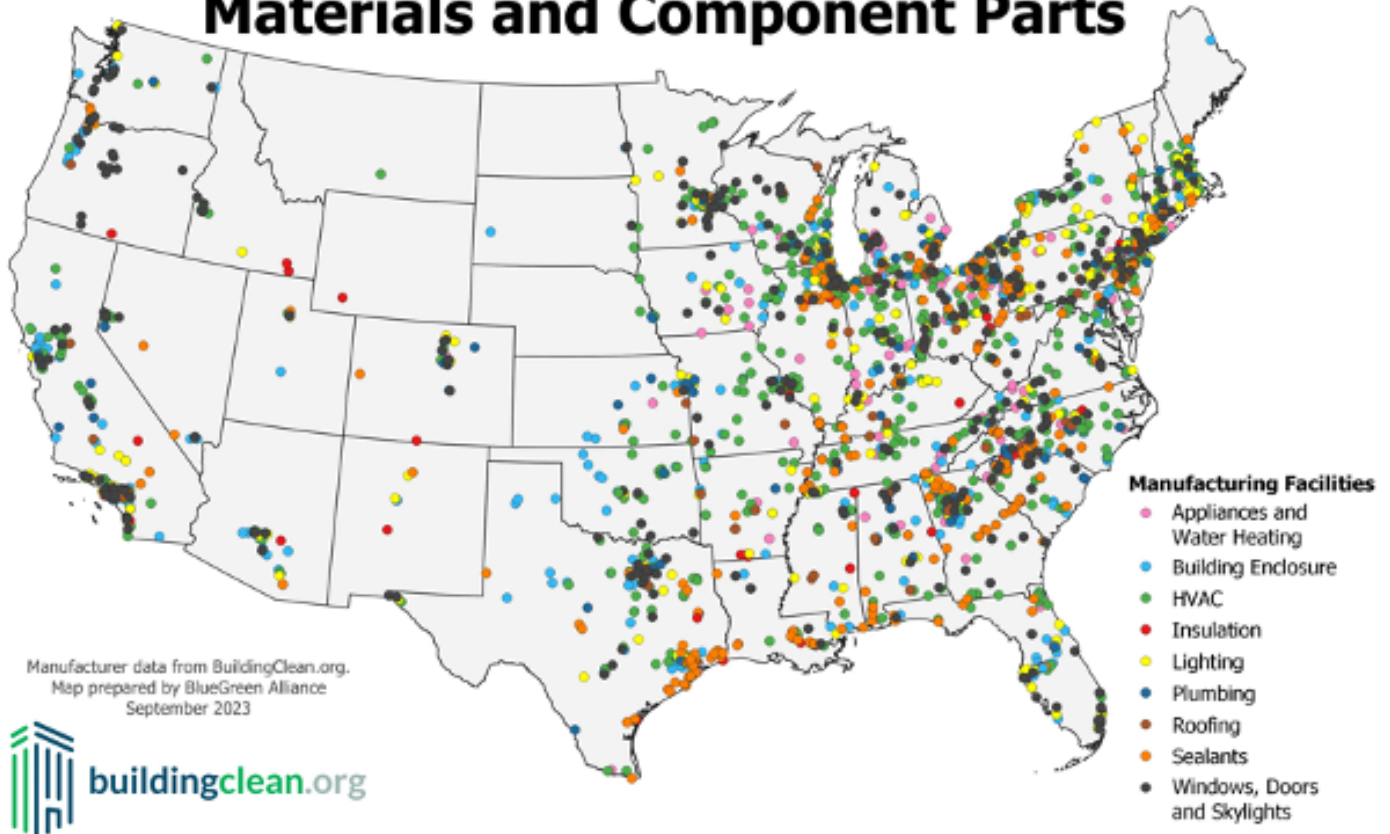 Materials and Component Parts
Manufacturing Facilities
Appliances and
Water Heating
Building Enclosure
HVAC
Insulation
Lighting
Plumbing
Roofing
Sealants
Windows, Doors
and Skylights
Manufacturer data from BuildingClean.org.
Map prepared by BlueGreen Alliance
September 2023
buildingclean.org